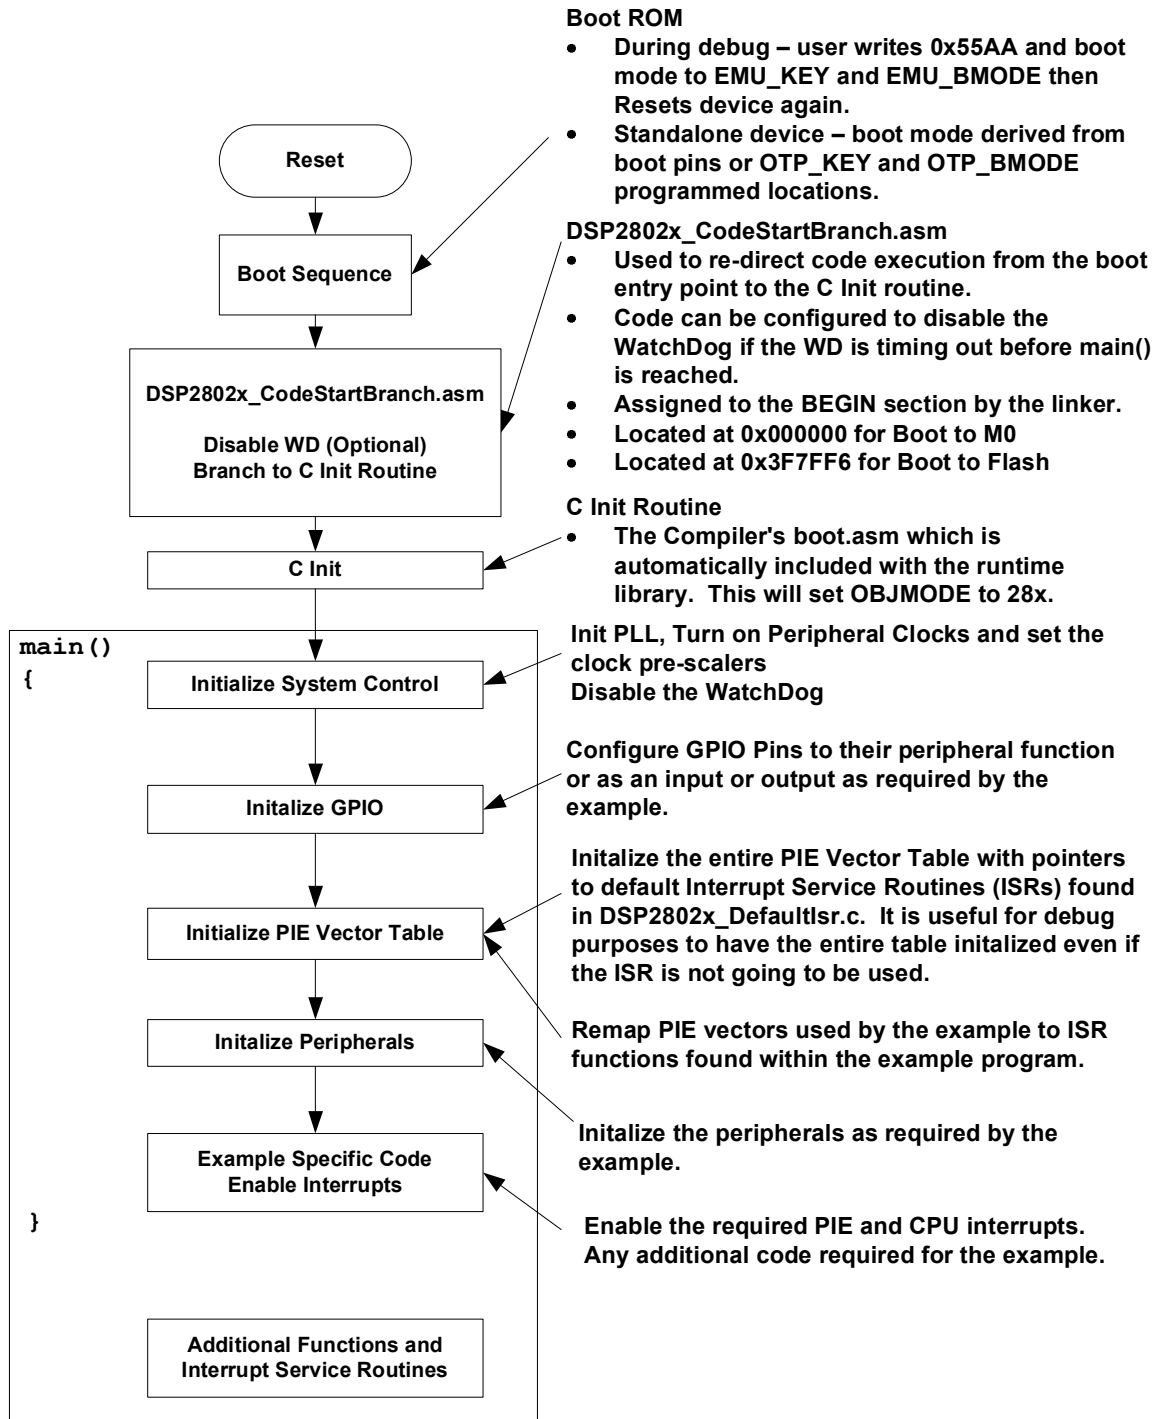 Boot ROM
• During debug – user writes 0x55AA and boot
mode to EMU_KEY and EMU_BMODE then
Resets device again.
• Standalone device – boot mode derived from
boot pins or OTP_KEY and OTP_BMODE
programmed locations.
Reset
Boot Sequence
DSP2802x_CodeStartBranch.asm
• Used to re-direct code execution from the boot
entry point to the C Init routine.
• Code can be configured to disable the
WatchDog if the WD is timing out before main()
is reached.
• Assigned to the BEGIN section by the linker.
• Located at 0x000000 for Boot to M0
• Located at 0x3F7FF6 for Boot to Flash
DSP2802x_CodeStartBranch.asm
Disable WD (Optional)
Branch to C Init Routine
C Init Routine
• The Compiler's boot.asm which is
automatically included with the runtime
library. This will set OBJMODE to 28x.
C Init
main()
{
Initialize System Control
Init PLL, Turn on Peripheral Clocks and set the
clock pre-scalers
Disable the WatchDog
Initalize GPIO
Configure GPIO Pins to their peripheral function
or as an input or output as required by the
example.
Initialize PIE Vector Table
Initalize the entire PIE Vector Table with pointers
to default Interrupt Service Routines (ISRs) found
in DSP2802x_DefaultIsr.c. It is useful for debug
purposes to have the entire table initalized even if
the ISR is not going to be used.
Remap PIE vectors used by the example to ISR
functions found within the example program.
Initalize Peripherals
Initalize the peripherals as required by the
example.
Example Specific Code
Enable Interrupts
Enable the required PIE and CPU interrupts.
Any additional code required for the example.
}
Additional Functions and
Interrupt Service Routines